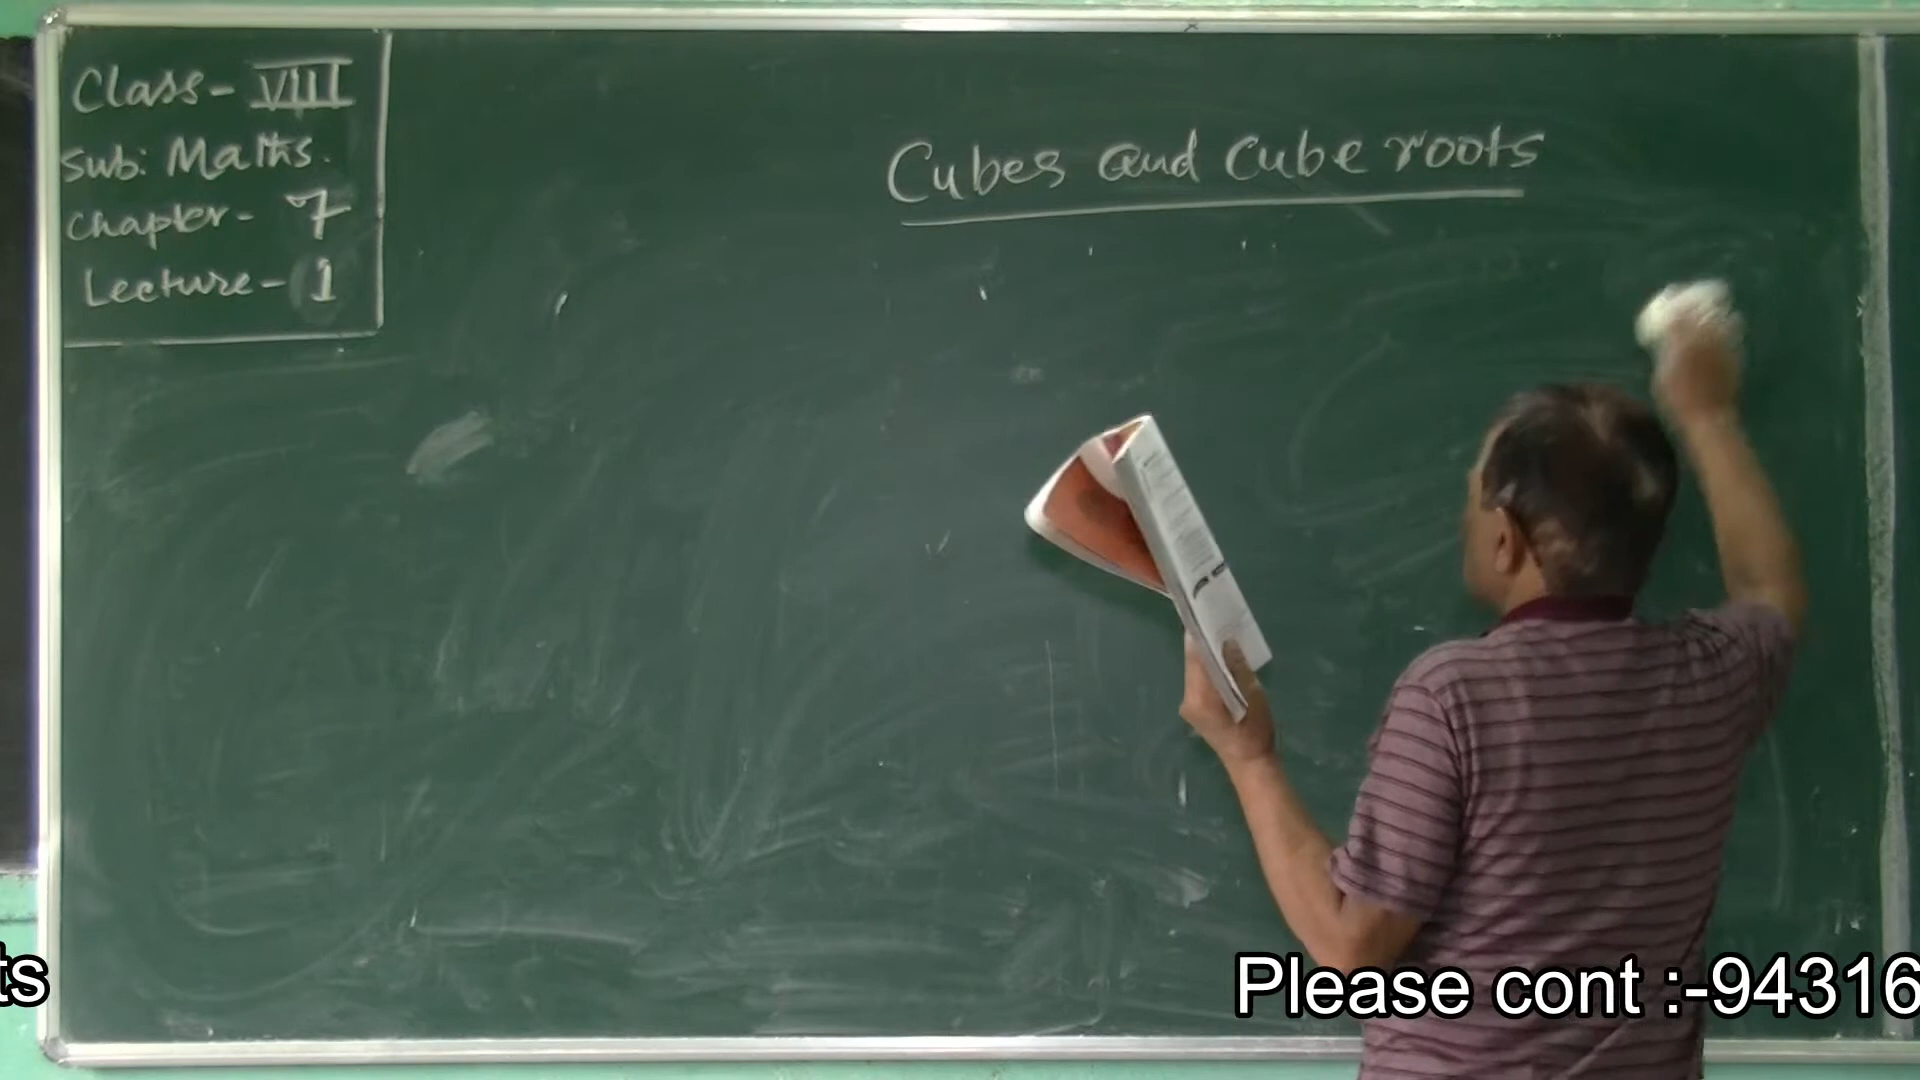 Class- VIII
Sub: Maths.
Chapter- 7
Lecture- 1
Cubes and Cube roots
ts
Please cont :-94316